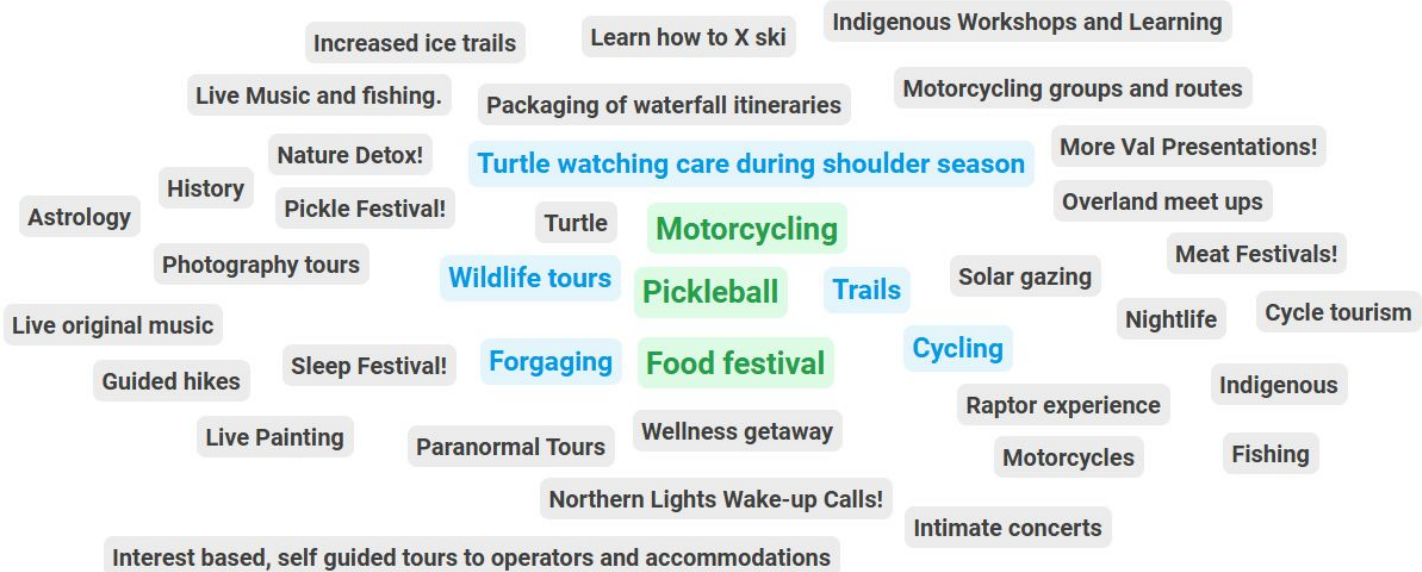 Indigenous Workshops and Learning
Increased ice trails
Learn how to X ski
Live Music and fishing.
Packaging of waterfall itineraries
Motorcycling groups and routes
Nature Detox!
Turtle watching care during shoulder season
More Val Presentations!
History
Pickle Festival!
Astrology
Turtle
Motorcycling
Overland meet ups
Photography tours
Wildlife tours
Pickleball
Trails
Solar gazing
Meat Festivals!
Live original music
Nightlife
Cycle tourism
Guided hikes
Sleep Festival!
Forgaging
Food festival
Cycling
Indigenous
Raptor experience
Live Painting
Paranormal Tours
Wellness getaway
Motorcycles
Fishing
Northern Lights Wake-up Calls!
Intimate concerts
Interest based, self guided tours to operators and accommodations